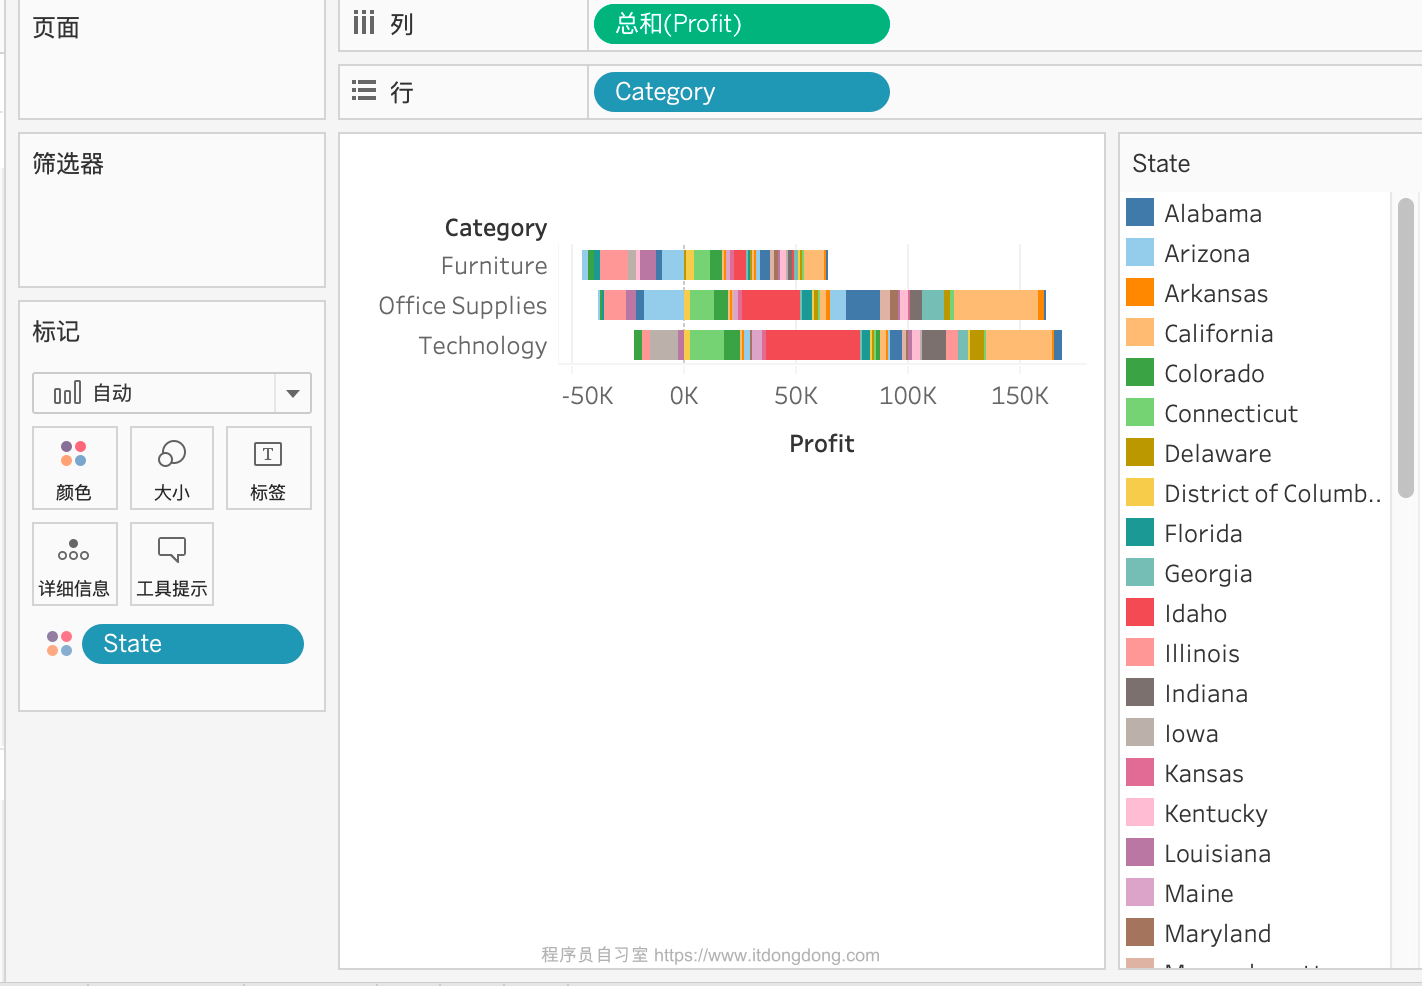 页面
列
总和(Profit)
行
Category
筛选器
标记
自动
颜色
大小
标签
详细信息
工具提示
State
Category
Furniture
Office Supplies
Technology
-50K 0K 50K 100K 150K
Profit
程序员自习室 https://www.itdongdong.com
State
Alabama
Arizona
Arkansas
California
Colorado
Connecticut
Delaware
District of Columb..
Florida
Georgia
Idaho
Illinois
Indiana
Iowa
Kansas
Kentucky
Louisiana
Maine
Maryland